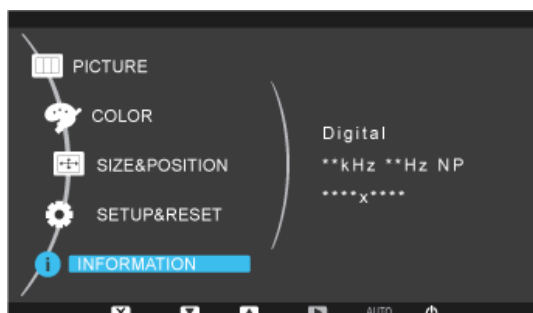 PICTURE
COLOR
SIZE&POSITION
SETUP&RESET
INFORMATION
Digital
**kHz **Hz NP
****x****
AUTO